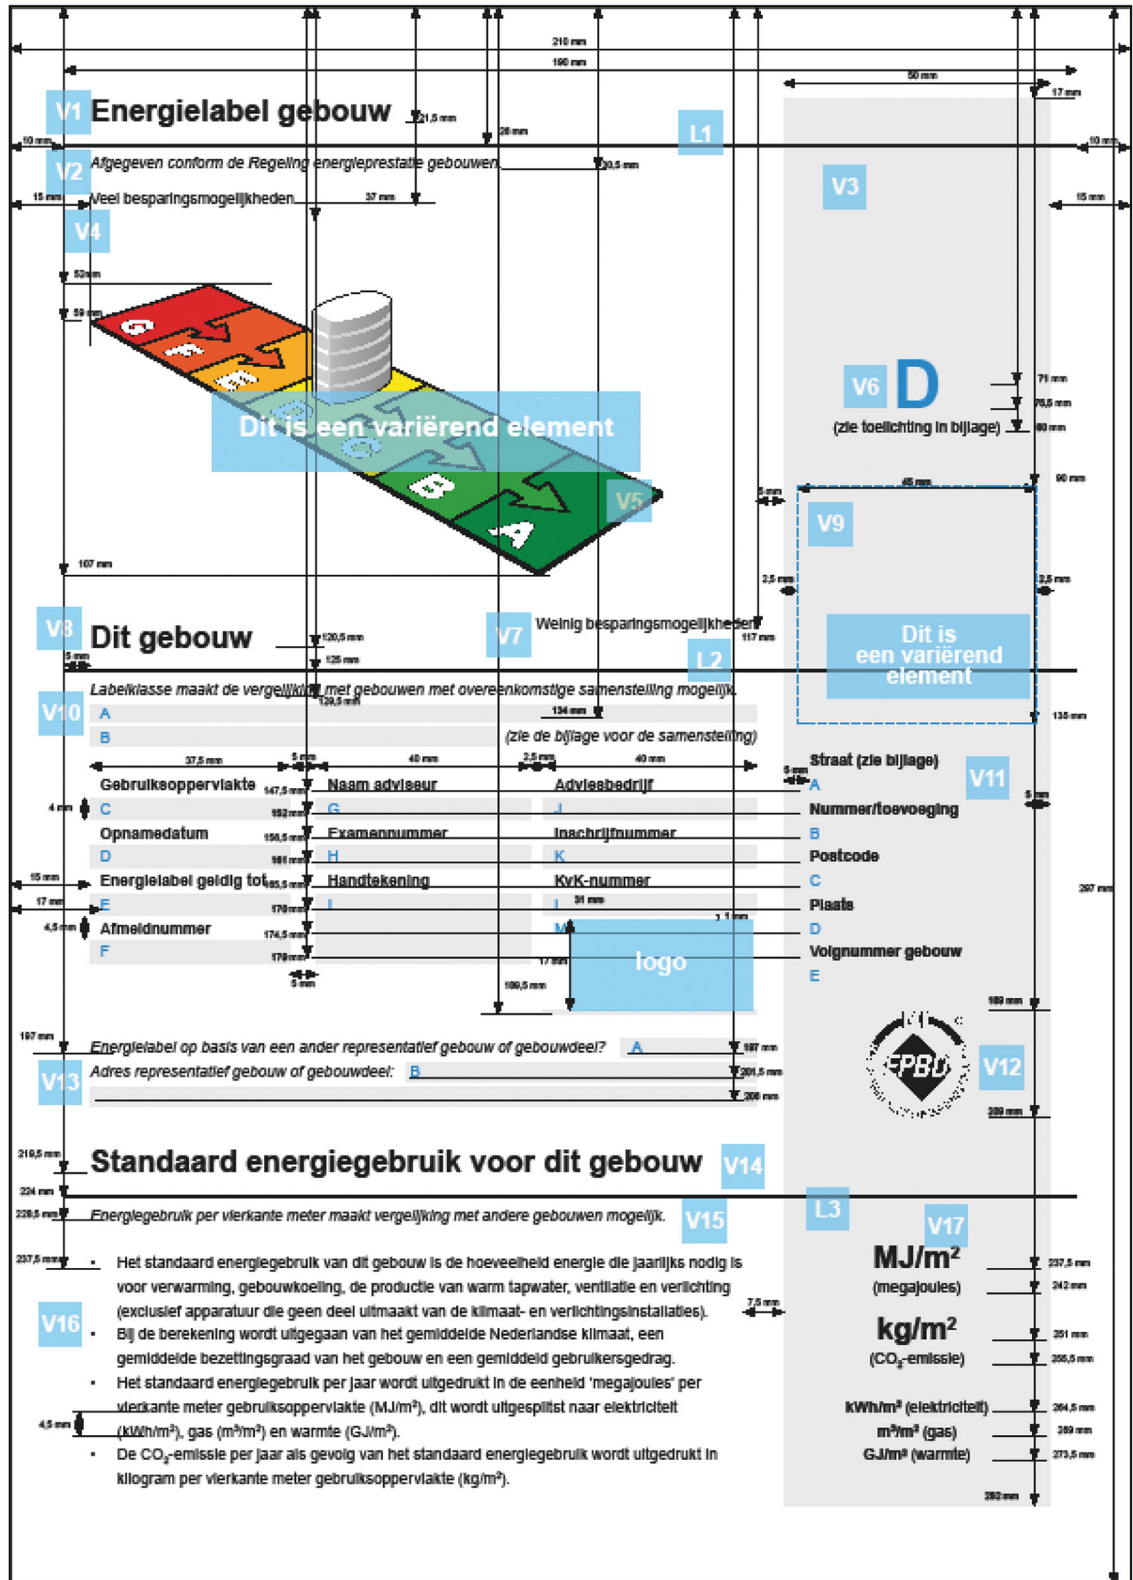 210 mm
190 mm
50 mm
17 mm
V1 Energielabel gebouw 21,5 mm
10 mm 26 mm L1 10 mm
V2 Afgegeven conform de Regeling energieprestatie gebouwen. 30,5 mm
V3
15 mm Veel besparingsmogelijkheden 37 mm 15 mm
V4
53mm
59 mm
G
F
E
D
C
B
A
Dit is een variërend element
V5
V6 D 71 mm
75,5 mm
(zie toelichting in bijlage) 80 mm
5 mm 45 mm 90 mm
V9
107 mm
2,5 mm 2,5 mm
V8 Dit gebouw 120,5 mm V7 Weinig besparingsmogelijkheden 117 mm
5 mm 125 mm L2
Dit is
een variërend
element
Labelklasse maakt de vergelijking met gebouwen met overeenkomstige samenstelling mogelijk.
129,5 mm
V10 A 134 mm 135 mm
B (zie de bijlage voor de samenstelling)
37,5 mm 5 mm 40 mm 2,5 mm 40 mm
Straat (zie bijlage)
5 mm V11
Gebruiksoppervlakte 147,5 mm Naam adviseur Adviesbedrijf A
5 mm
4 mm C 152 mm G J Nummer/toevoeging
Opnamedatum 156,5 mm Examennummer Inschrijfnummer B
D 161 mm H K Postcode
15 mm Energielabel geldig tot 165,5 mm Handtekening KvK-nummer C
297 mm
17 mm E 170 mm I L 31 mm Plaats
4,5 mm Afmeldnummer 174,5 mm M 1 mm D
F 179 mm 17 mm logo Volgnummer gebouw
5 mm E
189,5 mm
189 mm
EPBD
197 mm Energielabel op basis van een ander representatief gebouw of gebouwdeel? A 197 mm
V13 Adres representatief gebouw of gebouwdeel: B 201,5 mm V12
206 mm
209 mm
219,5 mm Standaard energiegebruik voor dit gebouw V14
224 mm
228,5 mm Energiegebruik per vierkante meter maakt vergelijking met andere gebouwen mogelijk. V15 L3 V17
237,5 mm • Het standaard energiegebruik van dit gebouw is de hoeveelheid energie die jaarlijks nodig is MJ/m² 237,5 mm
voor verwarming, gebouwkoeling, de productie van warm tapwater, ventilatie en verlichting (megajoules) 242 mm
(exclusief apparatuur die geen deel uitmaakt van de klimaat- en verlichtingsinstallaties). 7,5 mm
V16 • Bij de berekening wordt uitgegaan van het gemiddelde Nederlandse klimaat, een kg/m² 251 mm
gemiddelde bezettingsgraad van het gebouw en een gemiddeld gebruikersgedrag. (CO₂-emissie) 255,5 mm
• Het standaard energiegebruik per jaar wordt uitgedrukt in de eenheid 'megajoules' per
vierkante meter gebruiksoppervlakte (MJ/m²), dit wordt uitgesplitst naar elektriciteit kWh/m² (elektriciteit) 264,5 mm
4,5 mm (kWh/m²), gas (m³/m²) en warmte (GJ/m²). m³/m² (gas) 269 mm
• De CO₂-emissie per jaar als gevolg van het standaard energiegebruik wordt uitgedrukt in GJ/m² (warmte) 273,5 mm
kilogram per vierkante meter gebruiksoppervlakte (kg/m²).
282 mm